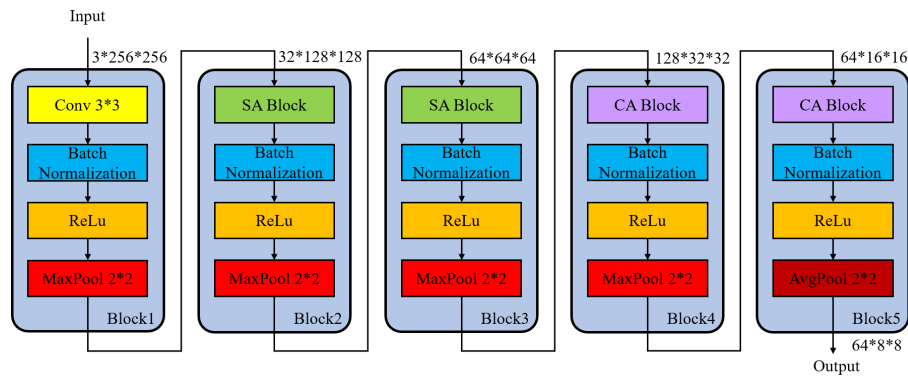 Input
3*256*256
32*128*128
64*64*64
128*32*32
64*16*16
Conv 3*3
Batch
Normalization
ReLu
MaxPool 2*2
Block1
SA Block
Batch
Normalization
ReLu
MaxPool 2*2
Block2
SA Block
Batch
Normalization
ReLu
MaxPool 2*2
Block3
CA Block
Batch
Normalization
ReLu
MaxPool 2*2
Block4
CA Block
Batch
Normalization
ReLu
AvgPool 2*2
Block5
64*8*8
Output